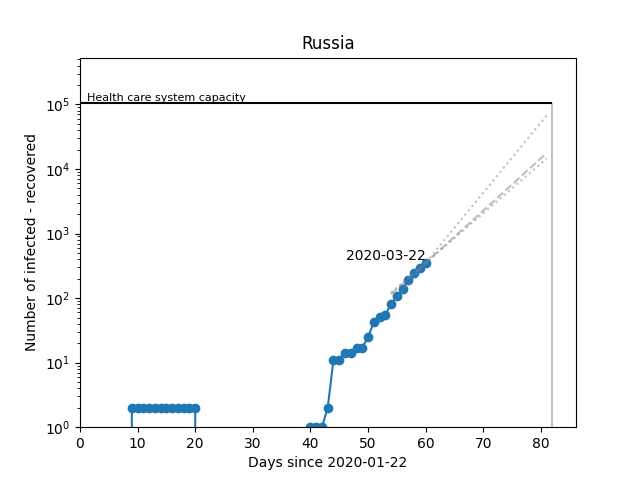 Russia
Number of infected - recovered
10^5
10^4
10^3
10^2
10^1
10^0
Health care system capacity
2020-03-22
0 10 20 30 40 50 60 70 80
Days since 2020-01-22